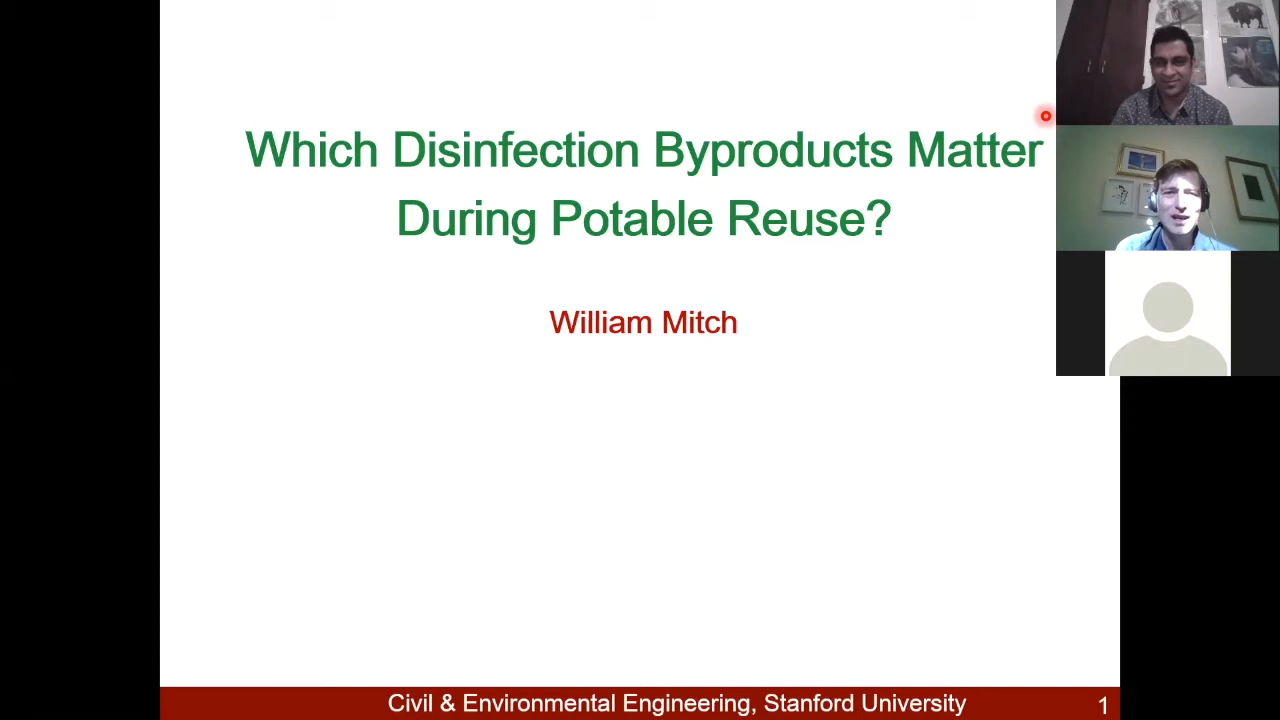 Which Disinfection Byproducts Matter
During Potable Reuse?
William Mitch
Civil & Environmental Engineering, Stanford University
1